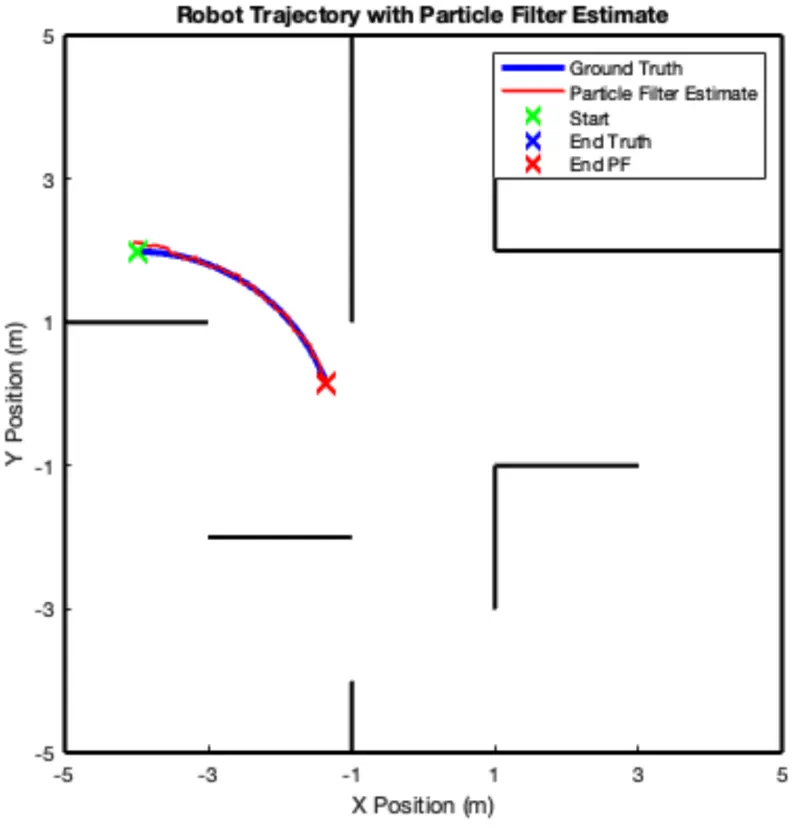 Robot Trajectory with Particle Filter Estimate
5
Ground Truth
Particle Filter Estimate
Start
End Truth
End PF
3
1
Y Position (m)
-1
-3
-5
-5 -3 -1 1 3 5
X Position (m)